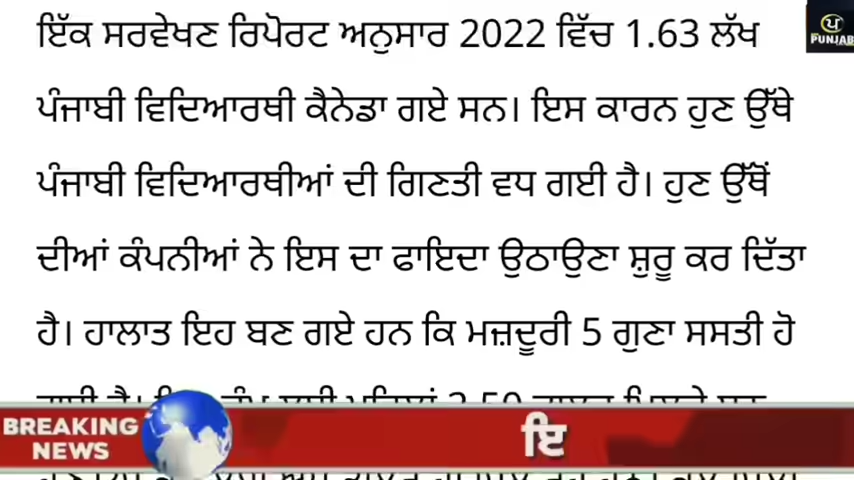 ਇੱਕ ਸਰਵੇਖਣ ਰਿਪੋਰਟ ਅਨੁਸਾਰ 2022 ਵਿੱਚ 1.63 ਲੱਖ
ਪੰਜਾਬੀ ਵਿਦਿਆਰਥੀ ਕੈਨੇਡਾ ਗਏ ਸਨ। ਇਸ ਕਾਰਨ ਹੁਣ ਉੱਥੇ
ਪੰਜਾਬੀ ਵਿਦਿਆਰਥੀਆਂ ਦੀ ਗਿਣਤੀ ਵਧ ਗਈ ਹੈ। ਹੁਣ ਉੱਥੋਂ
ਦੀਆਂ ਕੰਪਨੀਆਂ ਨੇ ਇਸ ਦਾ ਫਾਇਦਾ ਉਠਾਉਣਾ ਸ਼ੁਰੂ ਕਰ ਦਿੱਤਾ
ਹੈ। ਹਾਲਾਤ ਇਹ ਬਣ ਗਏ ਹਨ ਕਿ ਮਜ਼ਦੂਰੀ 5 ਗੁਣਾ ਸਸਤੀ ਹੋ
BREAKING NEWS
ਇ
ਪ
PUNJAB